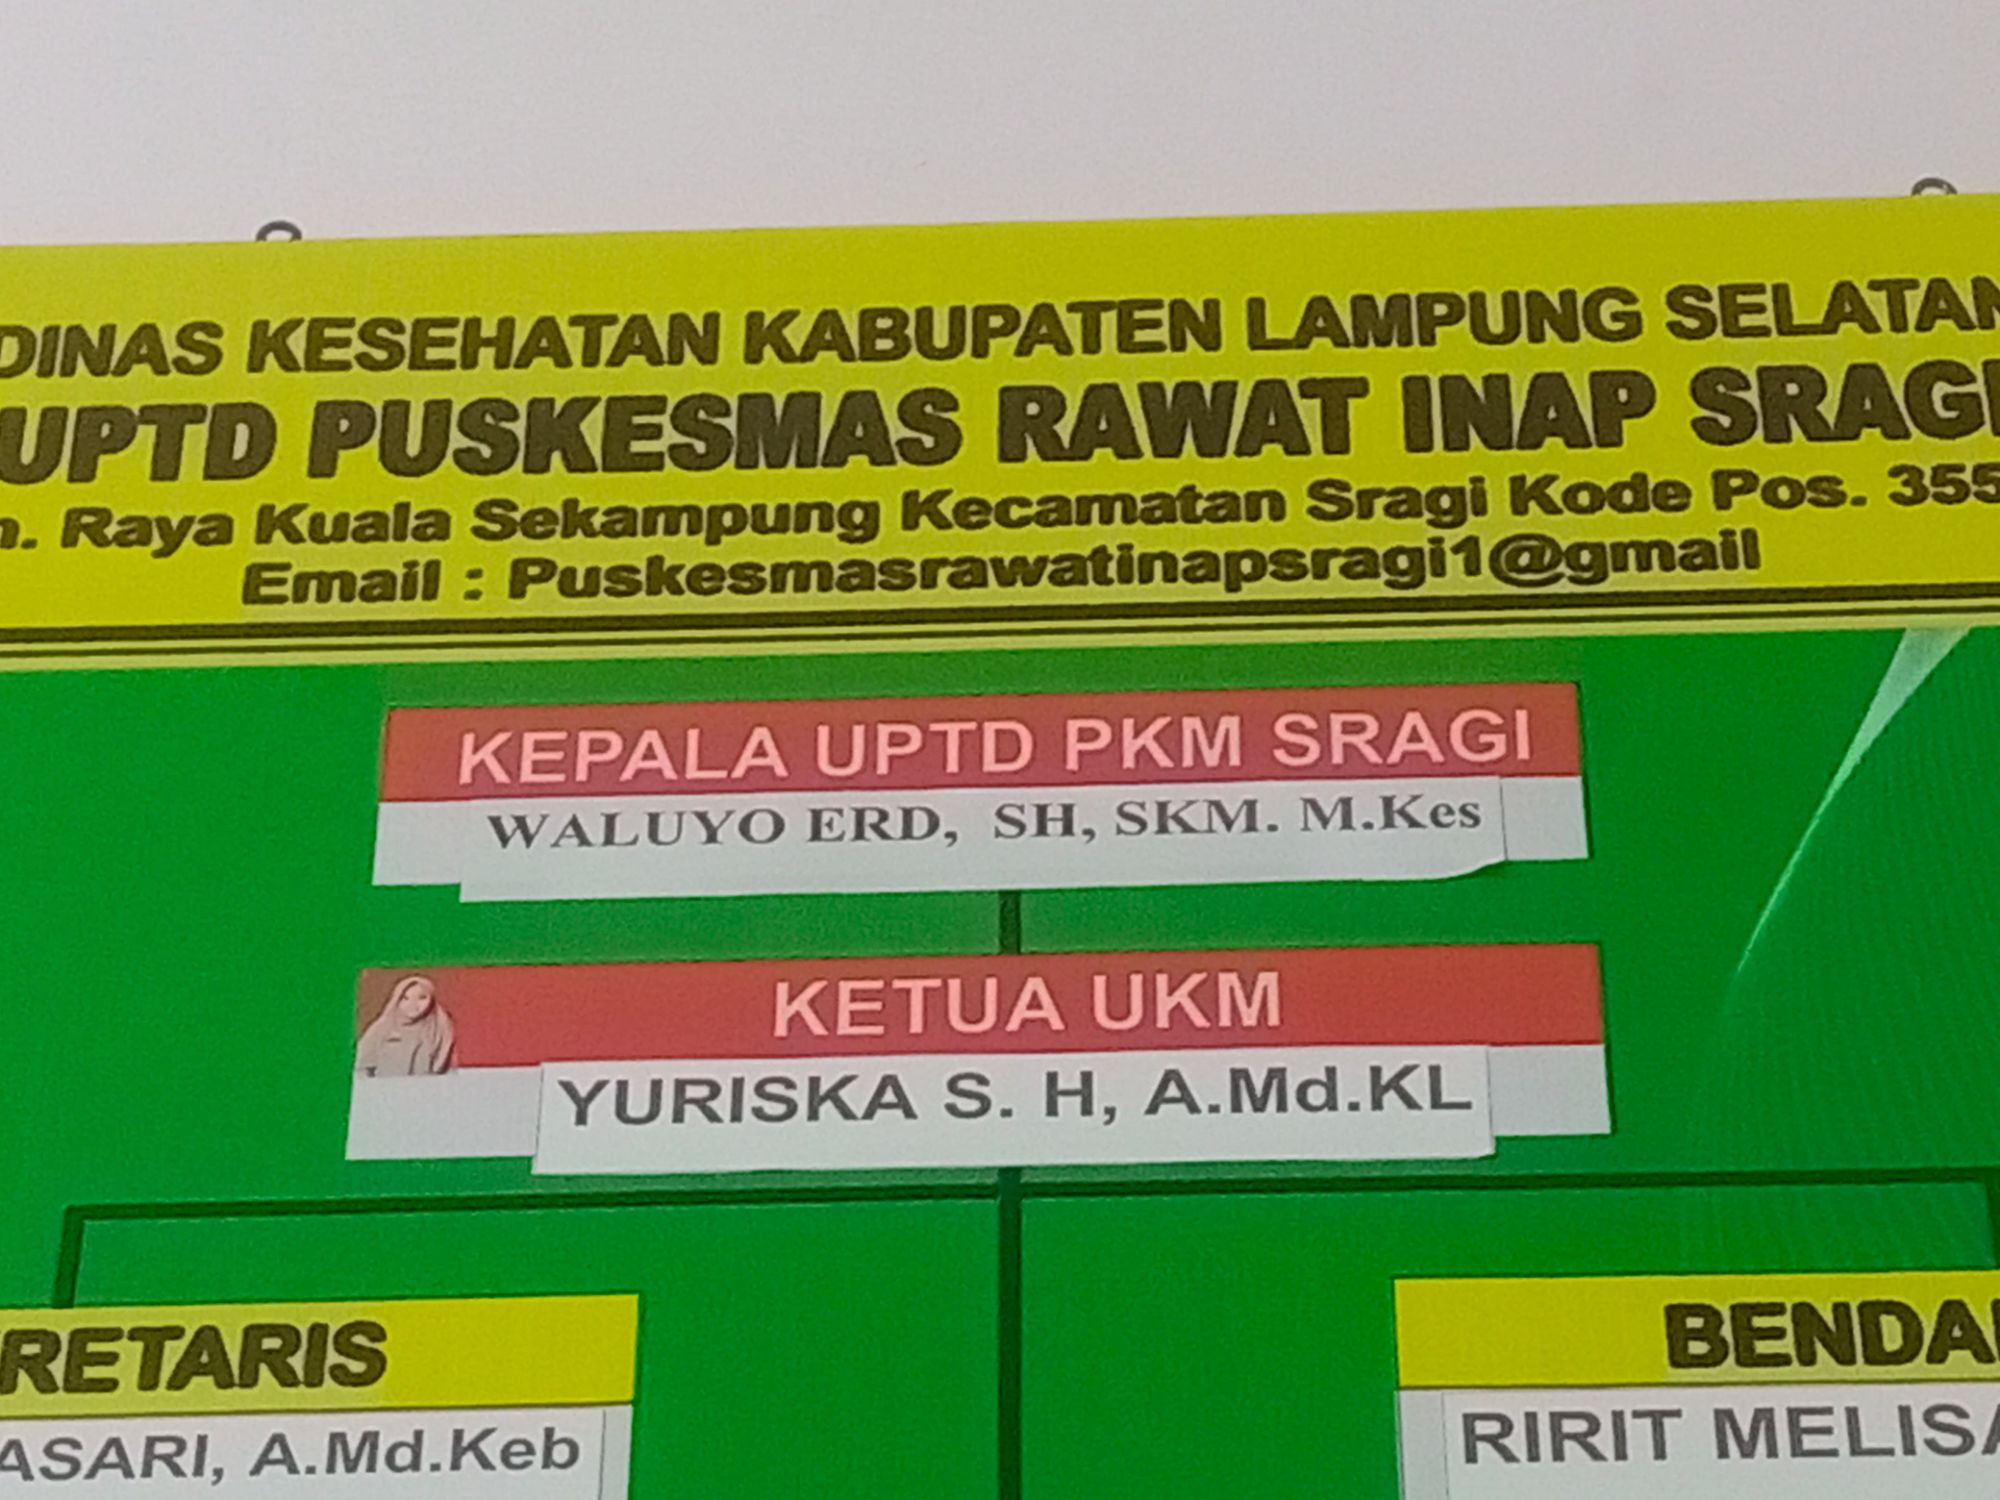 DINAS KESEHATAN KABUPATEN LAMPUNG SELATAN
UPTD PUSKESMAS RAWAT INAP SRAGI
Raya Kuala Sekampung Kecamatan Sragi Kode Pos. 355
Email : Puskesmasrawatinapsragi1@gmail
KEPALA UPTD PKM SRAGI
WALUYO ERD, SH, SKM. M.Kes
KETUA UKM
YURISKA S. H, A.Md.KL
RETARIS
BENDA
ASARI, A.Md.Keb
RIRIT MELISA